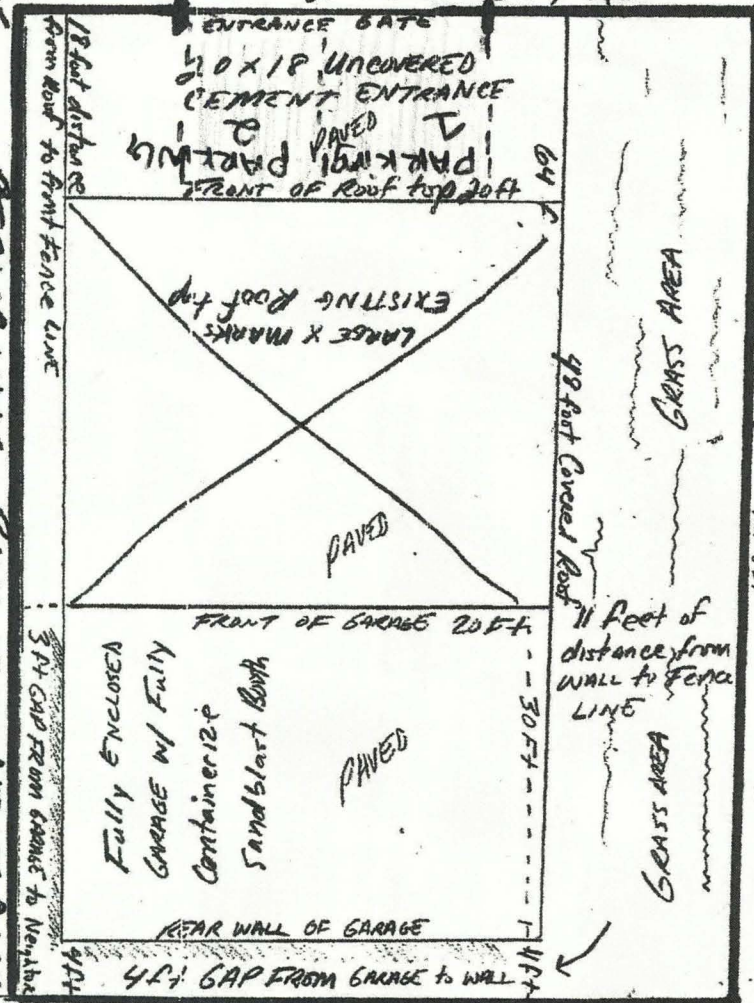 ENTRANCE GATE
20 x 18 UNCOVERED
CEMENT ENTRANCE
PARKING 2
PAVED
PARKING 1
FRONT OF ROOF top 20 ft
18 foot distance
from Roof to front fence LINE
64 f
LARGE X MARKS
EXISTING ROOF top
PAVED
48 foot Covered Roof
GRASS AREA
11 feet of
distance from
WALL to Fence
LINE
GRASS AREA
FRONT OF GARAGE 20 Ft
30 Ft
Fully ENCLOSED
GARAGE w/ Fully
Containerize
Sandblast Booth
PAVED
REAR WALL OF GARAGE
3 ft GAP FROM GARAGE to Neighbor
4 ft
4 ft GAP FROM GARAGE to WALL
4 ft